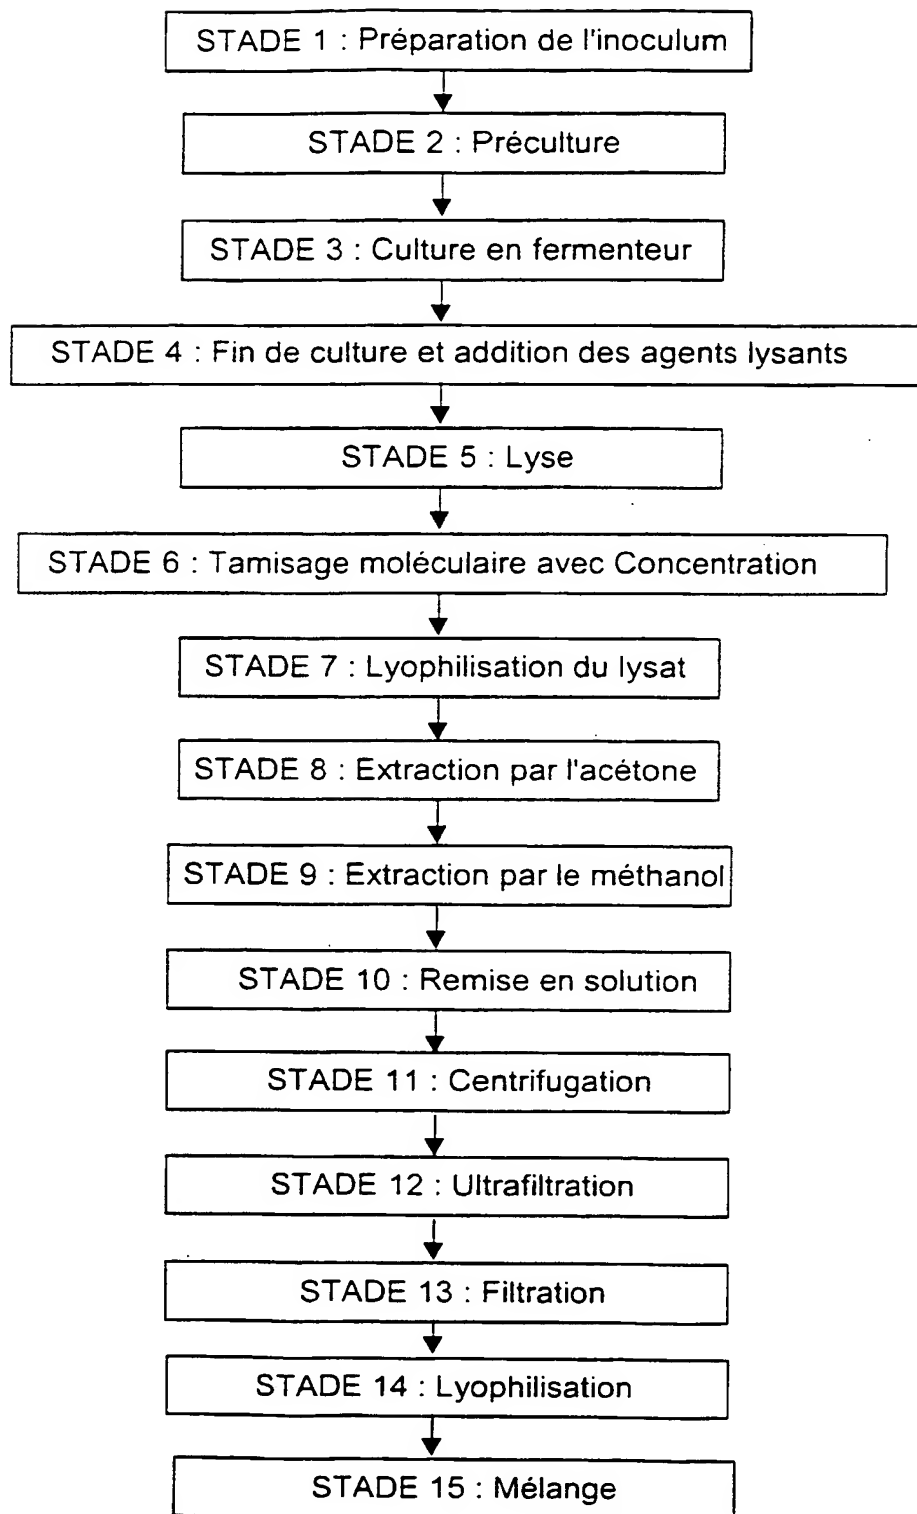 STADE 1 : Préparation de l'inoculum
STADE 2 : Préculture
STADE 3 : Culture en fermenteur
STADE 4 : Fin de culture et addition des agents lysants
STADE 5 : Lyse
STADE 6 : Tamisage moléculaire avec Concentration
STADE 7 : Lyophilisation du lysat
STADE 8 : Extraction par l'acétone
STADE 9 : Extraction par le méthanol
STADE 10 : Remise en solution
STADE 11 : Centrifugation
STADE 12 : Ultrafiltration
STADE 13 : Filtration
STADE 14 : Lyophilisation
STADE 15 : Mélange